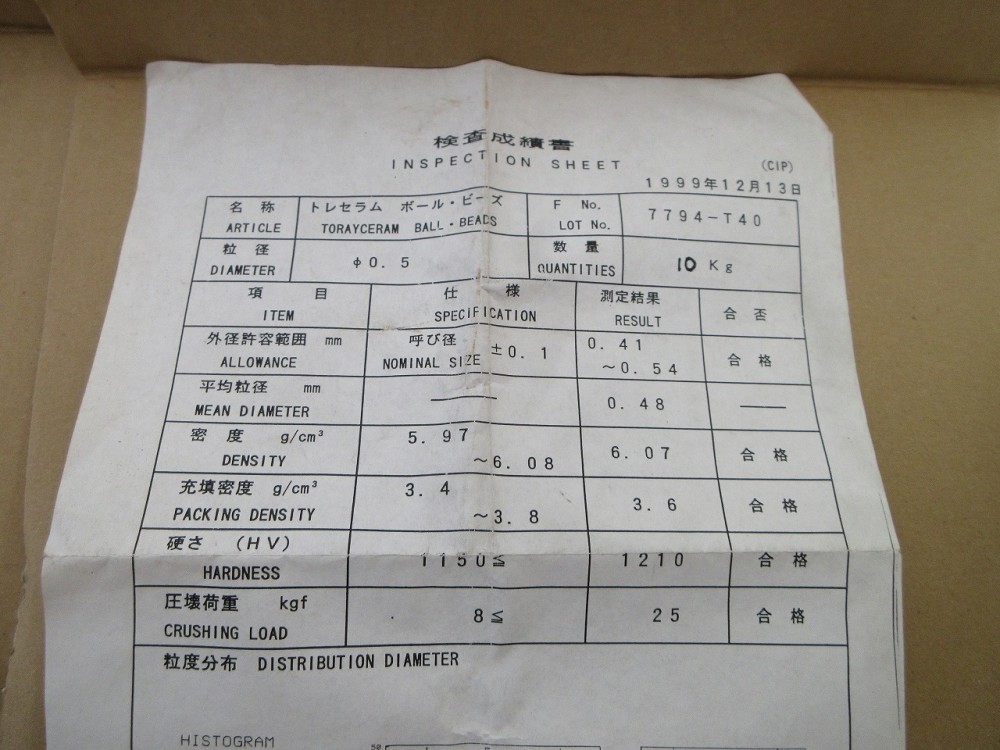 検査成績書
INSPECTION SHEET
(CIP)
1999年12月13日
名称 トレセラム ボール・ビーズ F No. 7794-T40
ARTICLE TORAYCERAM BALL・BEADS LOT No.
粒径 φ0.5 数量 10 Kg
DIAMETER QUANTITIES
項目 仕様 測定結果 合否
ITEM SPECIFICATION RESULT
外径許容範囲 mm 呼び径 ±0.1 0.41 合格
ALLOWANCE NOMINAL SIZE ~0.54
平均粒径 mm ― 0.48 ―
MEAN DIAMETER
密度 g/cm³ 5.97 6.07 合格
DENSITY ~6.08
充填密度 g/cm³ 3.4 3.6 合格
PACKING DENSITY ~3.8
硬さ (HV) 1150≦ 1210 合格
HARDNESS
圧壊荷重 kgf 8≦ 25 合格
CRUSHING LOAD
粒度分布 DISTRIBUTION DIAMETER
HISTOGRAM
50